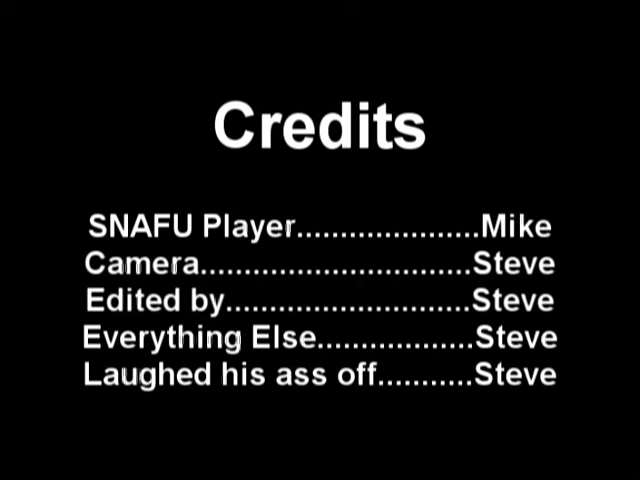 Credits
SNAFU Player.....................Mike
Camera...............................Steve
Edited by............................Steve
Everything Else..................Steve
Laughed his ass off...........Steve